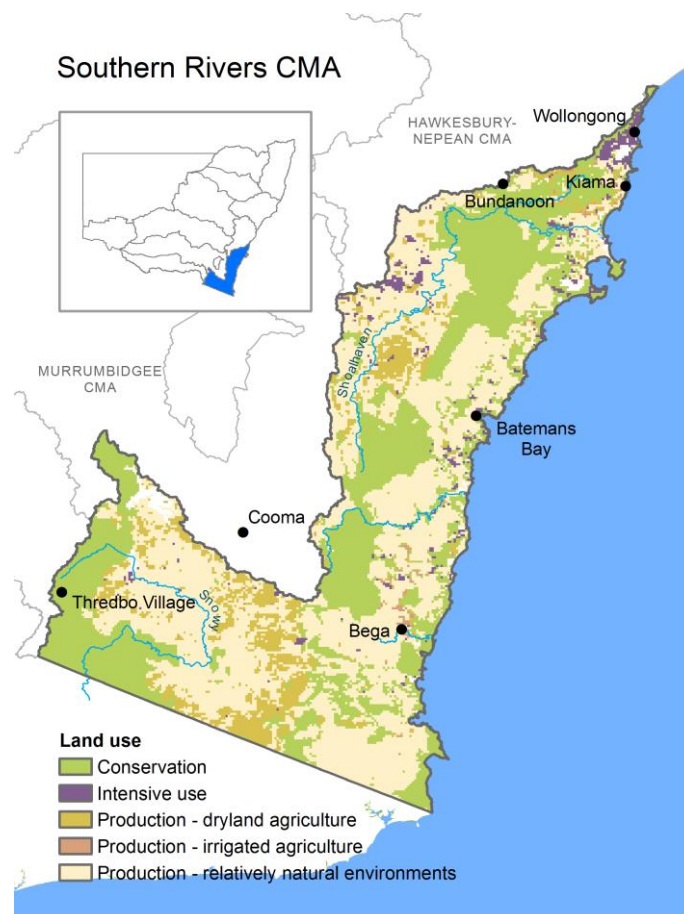 Southern Rivers CMA
HAWKESBURY-
NEPEAN CMA
Wollongong
Kiama
Bundanoon
Shoalhaven
MURRUMBIDGEE
CMA
Batemans
Bay
Cooma
Thredbo Village
Snowy
Bega
Land use
Conservation
Intensive use
Production - dryland agriculture
Production - irrigated agriculture
Production - relatively natural environments